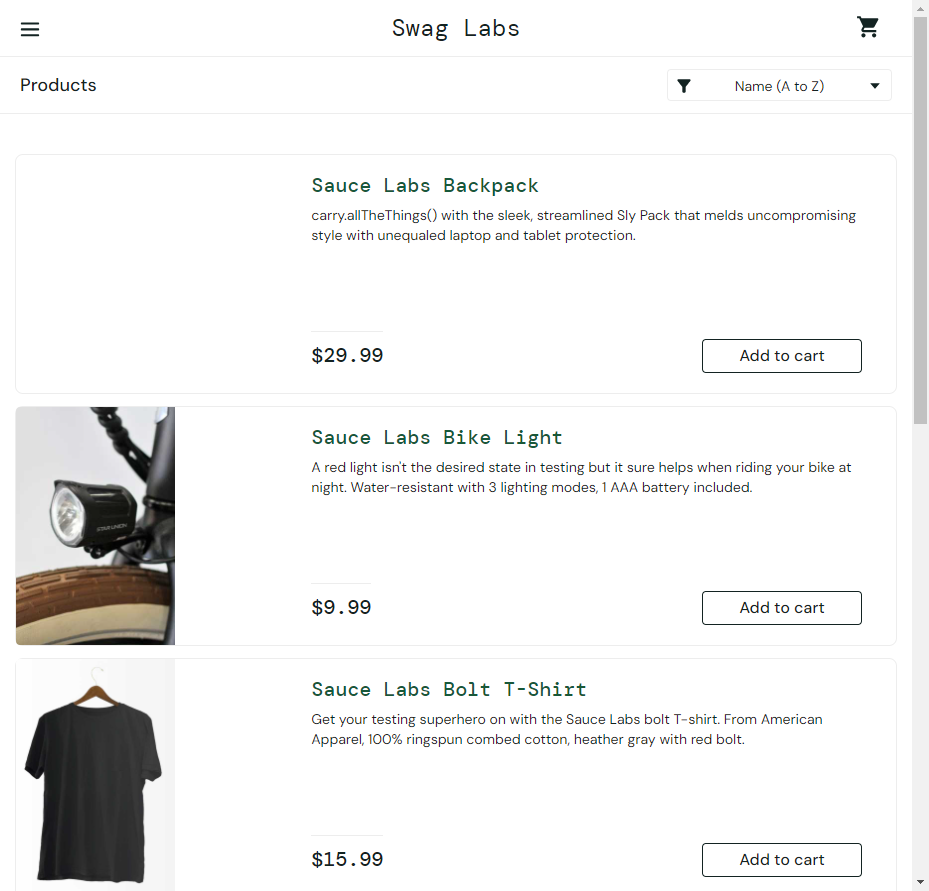 Swag Labs
Products
Name (A to Z)
Sauce Labs Backpack
carry.allTheThings() with the sleek, streamlined Sly Pack that melds uncompromising
style with unequaled laptop and tablet protection.
$29.99
Add to cart
Sauce Labs Bike Light
A red light isn't the desired state in testing but it sure helps when riding your bike at
night. Water-resistant with 3 lighting modes, 1 AAA battery included.
$9.99
Add to cart
Sauce Labs Bolt T-Shirt
Get your testing superhero on with the Sauce Labs bolt T-shirt. From American
Apparel, 100% ringspun combed cotton, heather gray with red bolt.
$15.99
Add to cart